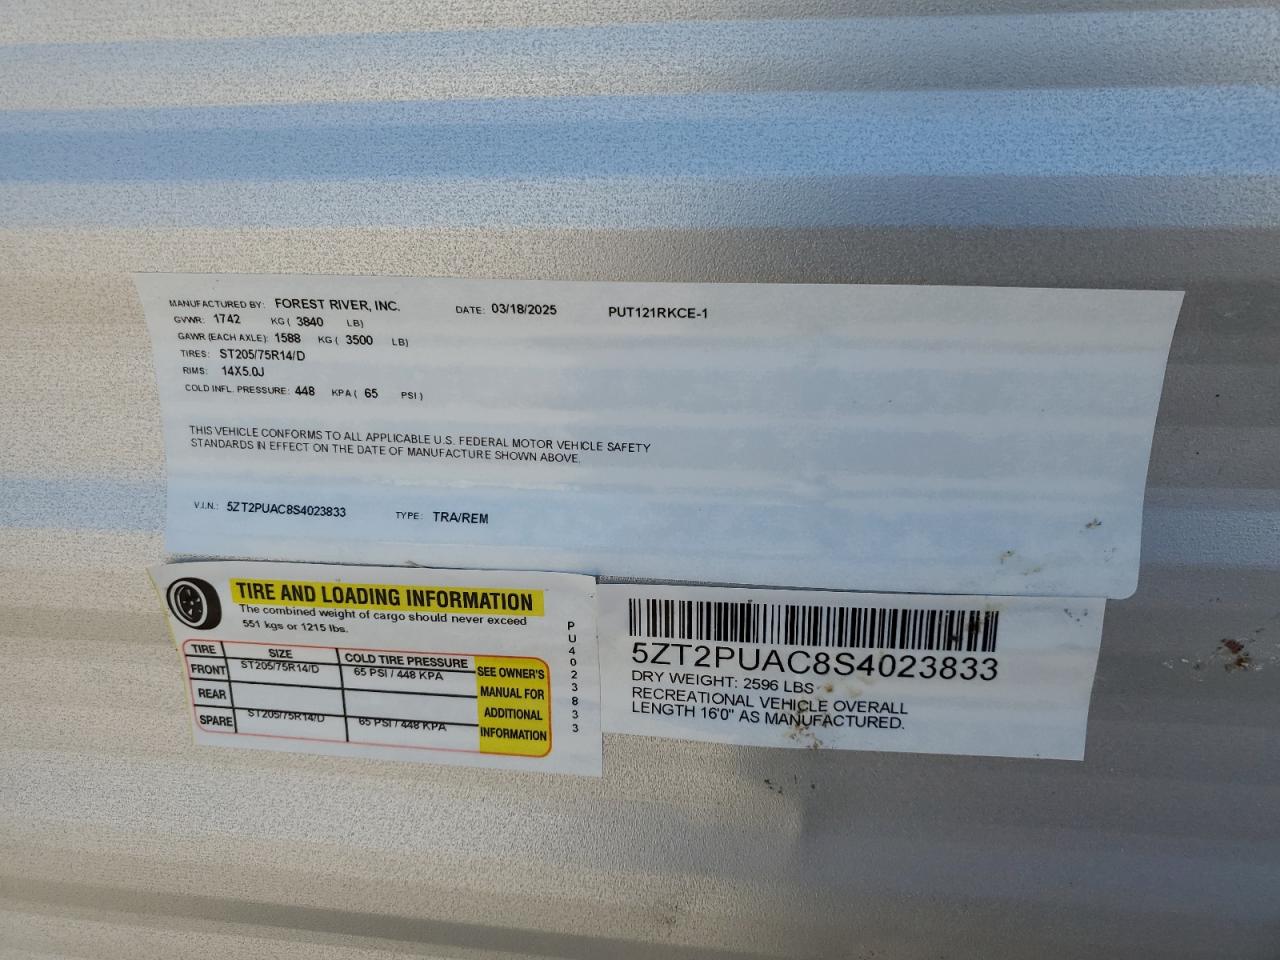 MANUFACTURED BY: FOREST RIVER, INC. DATE: 03/18/2025 PUT121RKCE-1
GVWR: 1742 KG ( 3840 LB)
GAWR (EACH AXLE): 1588 KG ( 3500 LB)
TIRES: ST205/75R14/D
RIMS: 14X5.0J
COLD INFL. PRESSURE: 448 KPA ( 65 PSI )
THIS VEHICLE CONFORMS TO ALL APPLICABLE U.S. FEDERAL MOTOR VEHICLE SAFETY
STANDARDS IN EFFECT ON THE DATE OF MANUFACTURE SHOWN ABOVE.
V.I.N.: 5ZT2PUAC8S4023833 TYPE: TRA/REM
TIRE AND LOADING INFORMATION
The combined weight of cargo should never exceed
551 kgs or 1215 lbs.
TIRE SIZE COLD TIRE PRESSURE
FRONT ST205/75R14/D 65 PSI / 448 KPA
REAR
SPARE ST205/75R14/D 65 PSI / 448 KPA
SEE OWNER'S
MANUAL FOR
ADDITIONAL
INFORMATION
PU4023833
5ZT2PUAC8S4023833
DRY WEIGHT: 2596 LBS
RECREATIONAL VEHICLE OVERALL
LENGTH 16'0" AS MANUFACTURED.